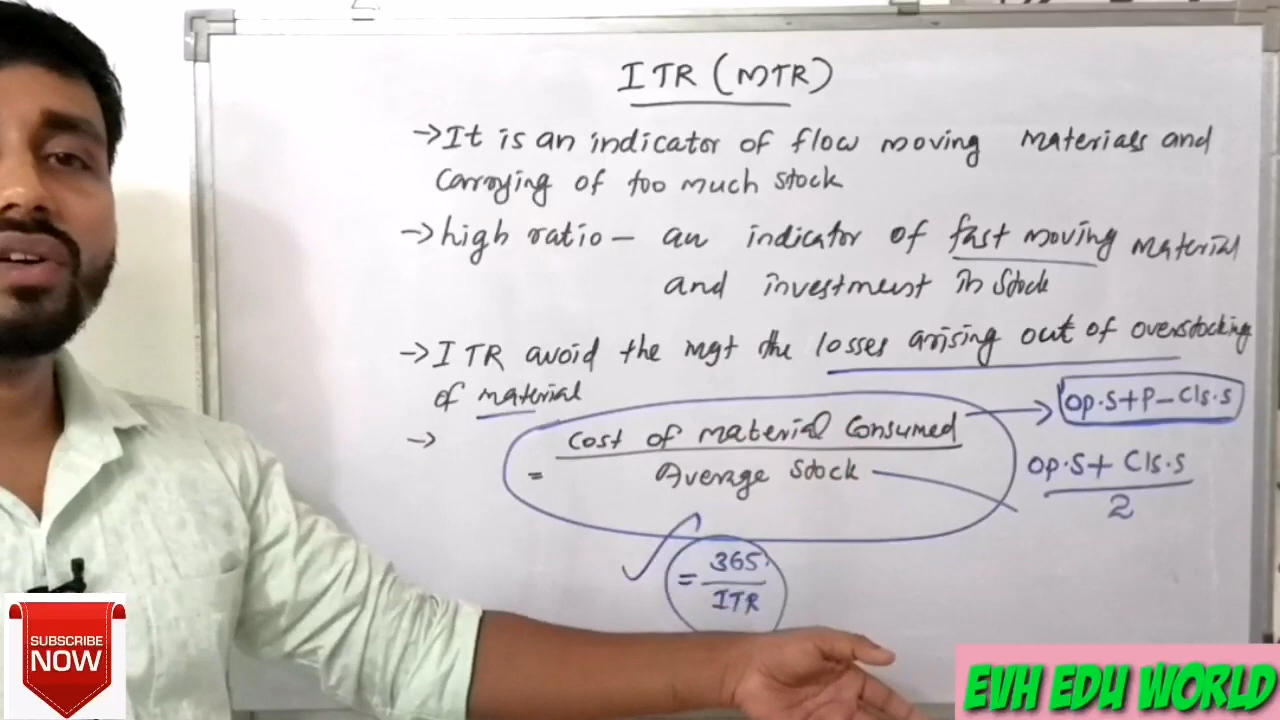 ITR (MTR)
→ It is an indicator of flow moving materials and
carrying of too much stock
→ high ratio – an indicator of fast moving material
and investment in stock
→ ITR avoid the mgt the losses arising out of overstocking
of material
→
= Cost of material Consumed
Average Stock
Op.S+P–Cls.S
Op.S+ Cls.S
2
= 365
ITR
SUBSCRIBE
NOW
EVH EDU WORLD